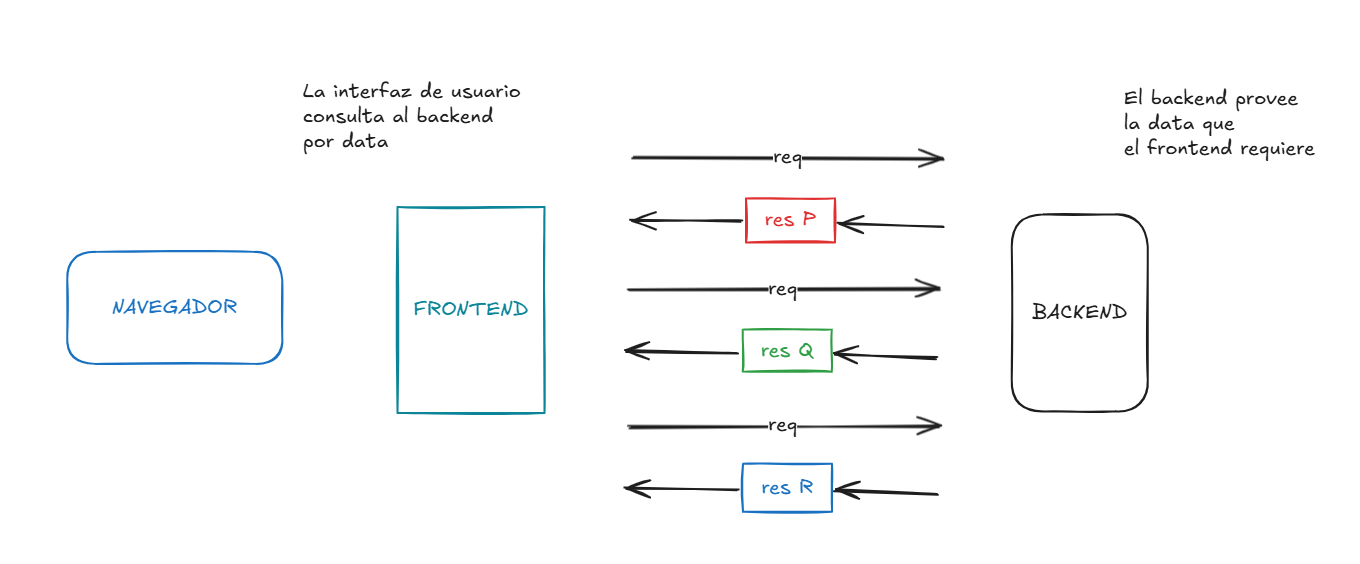 La interfaz de usuario
consulta al backend
por data
El backend provee
la data que
el frontend requiere
req
res P
NAVEGADOR
FRONTEND
req
BACKEND
res Q
req
res R